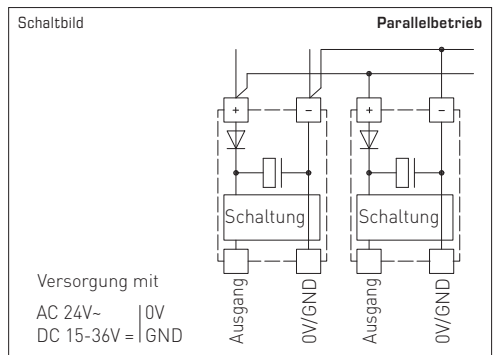 Schaltbild
Parallelbetrieb
+ − + −
Schaltung Schaltung
Ausgang
0V/GND
Ausgang
0V/GND
Versorgung mit
AC 24V~ | 0V
DC 15-36V = | GND